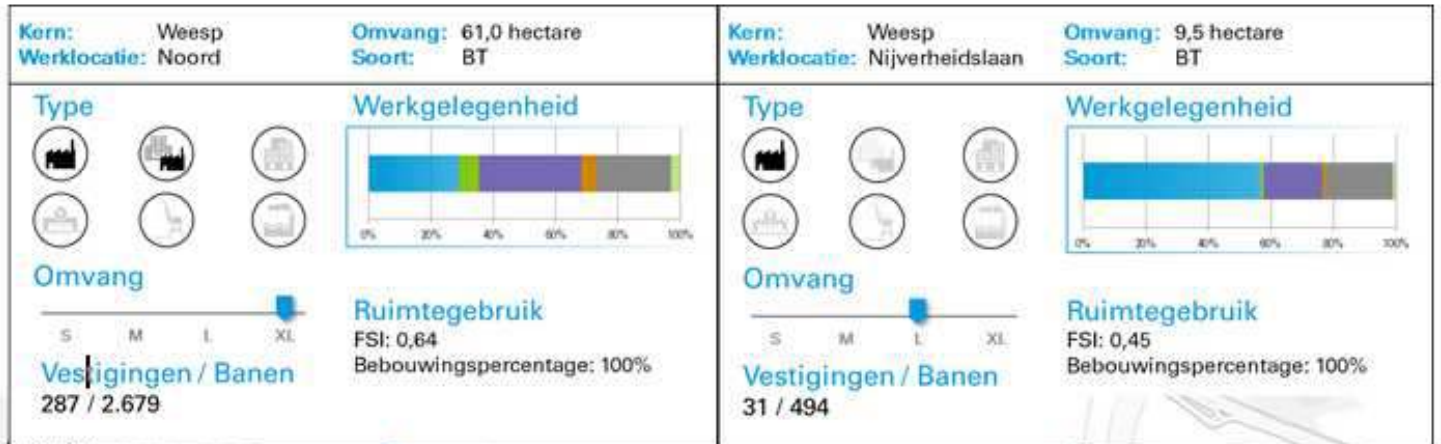 Kern: Weesp
Werklocatie: Noord
Omvang: 61,0 hectare
Soort: BT
Type
Werkgelegenheid
0% 20% 40% 60% 80% 100%
Omvang
S M L XL
Ruimtegebruik
FSI: 0,64
Bebouwingspercentage: 100%
Vestigingen / Banen
287 / 2.679
Kern: Weesp
Werklocatie: Nijverheidslaan
Omvang: 9,5 hectare
Soort: BT
Type
Werkgelegenheid
0% 20% 40% 60% 80% 100%
Omvang
S M L XL
Ruimtegebruik
FSI: 0,45
Bebouwingspercentage: 100%
Vestigingen / Banen
31 / 494